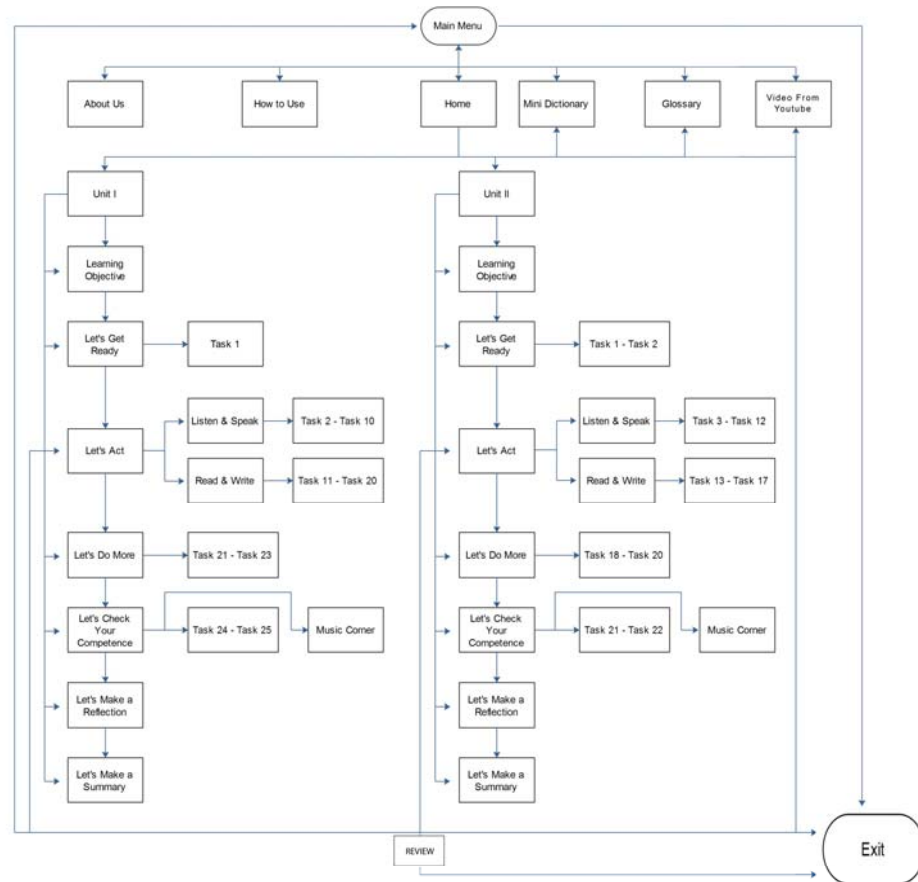 Main Menu
About Us
How to Use
Home
Mini Dictionary
Glossary
Video From
Youtube
Unit I
Unit II
Learning
Objective
Learning
Objective
Let's Get
Ready
Task 1
Let's Get
Ready
Task 1 - Task 2
Listen & Speak
Task 2 - Task 10
Listen & Speak
Task 3 - Task 12
Let's Act
Let's Act
Read & Write
Task 11 - Task 20
Read & Write
Task 13 - Task 17
Let's Do More
Task 21 - Task 23
Let's Do More
Task 18 - Task 20
Let's Check
Your
Competence
Task 24 - Task 25
Music Corner
Let's Check
Your
Competence
Task 21 - Task 22
Music Corner
Let's Make a
Reflection
Let's Make a
Reflection
Let's Make a
Summary
Let's Make a
Summary
REVIEW
Exit